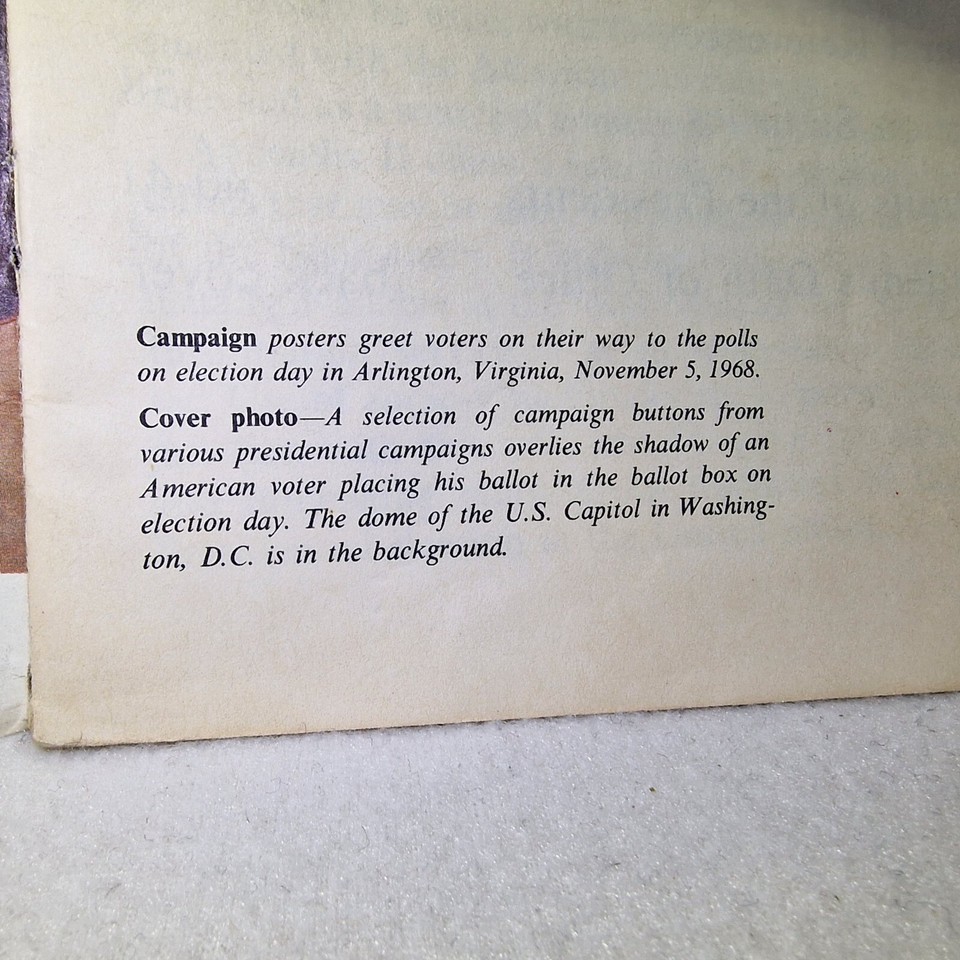 Campaign posters greet voters on their way to the polls
on election day in Arlington, Virginia, November 5, 1968.
Cover photo—A selection of campaign buttons from
various presidential campaigns overlies the shadow of an
American voter placing his ballot in the ballot box on
election day. The dome of the U.S. Capitol in Washing-
ton, D.C. is in the background.